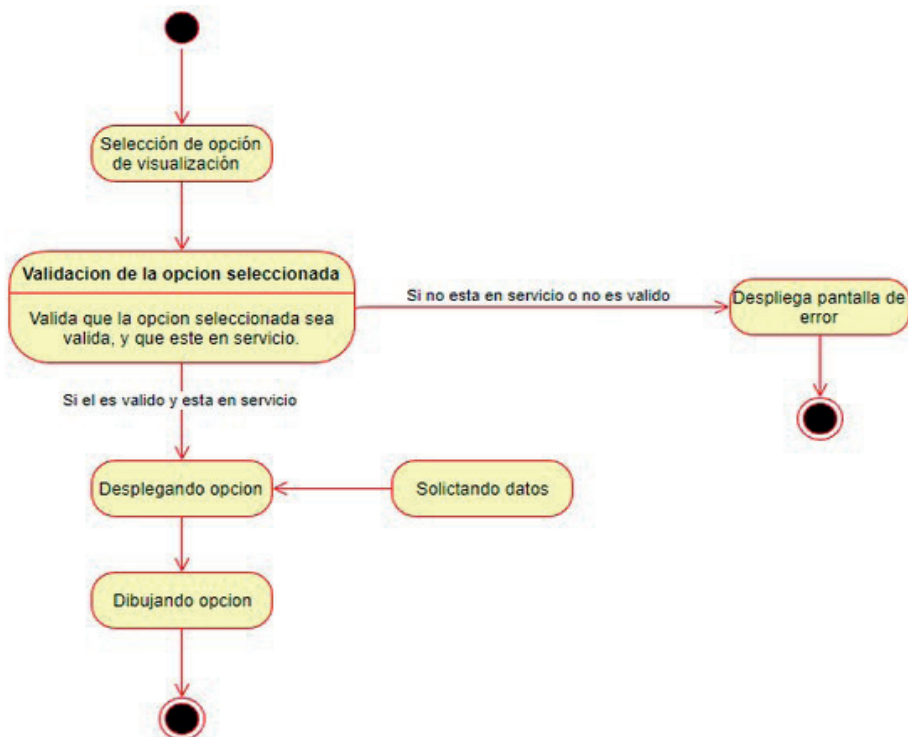 Selección de opción
de visualización
Validacion de la opcion seleccionada
Valida que la opcion seleccionada sea
valida, y que este en servicio.
Si no esta en servicio o no es valido
Despliega pantalla de
error
Si el es valido y esta en servicio
Desplegando opcion
Solictando datos
Dibujando opcion